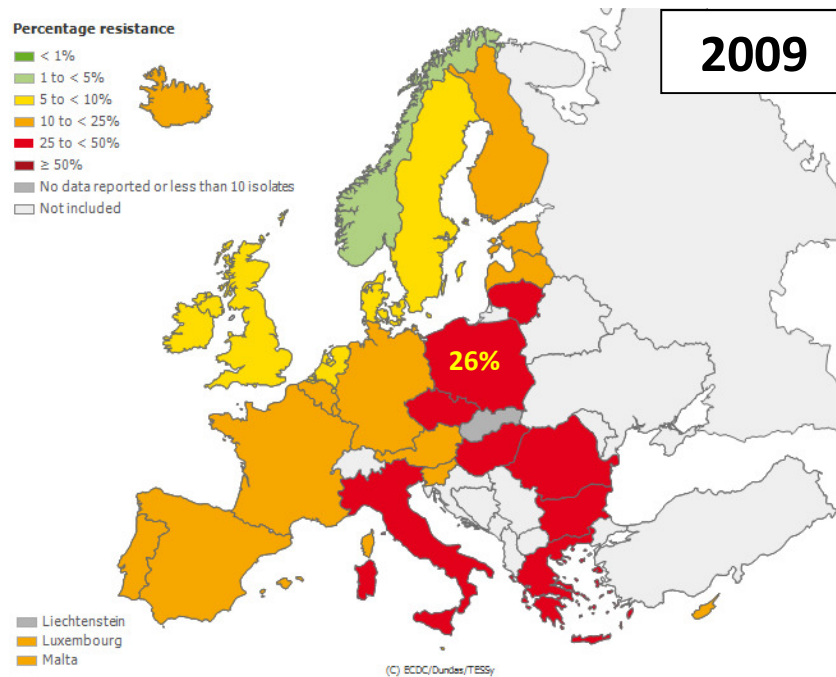 Percentage resistance
< 1%
1 to < 5%
5 to < 10%
10 to < 25%
25 to < 50%
≥ 50%
No data reported or less than 10 isolates
Not included
2009
26%
Liechtenstein
Luxembourg
Malta
(C) ECDC/Dundas/TESSy